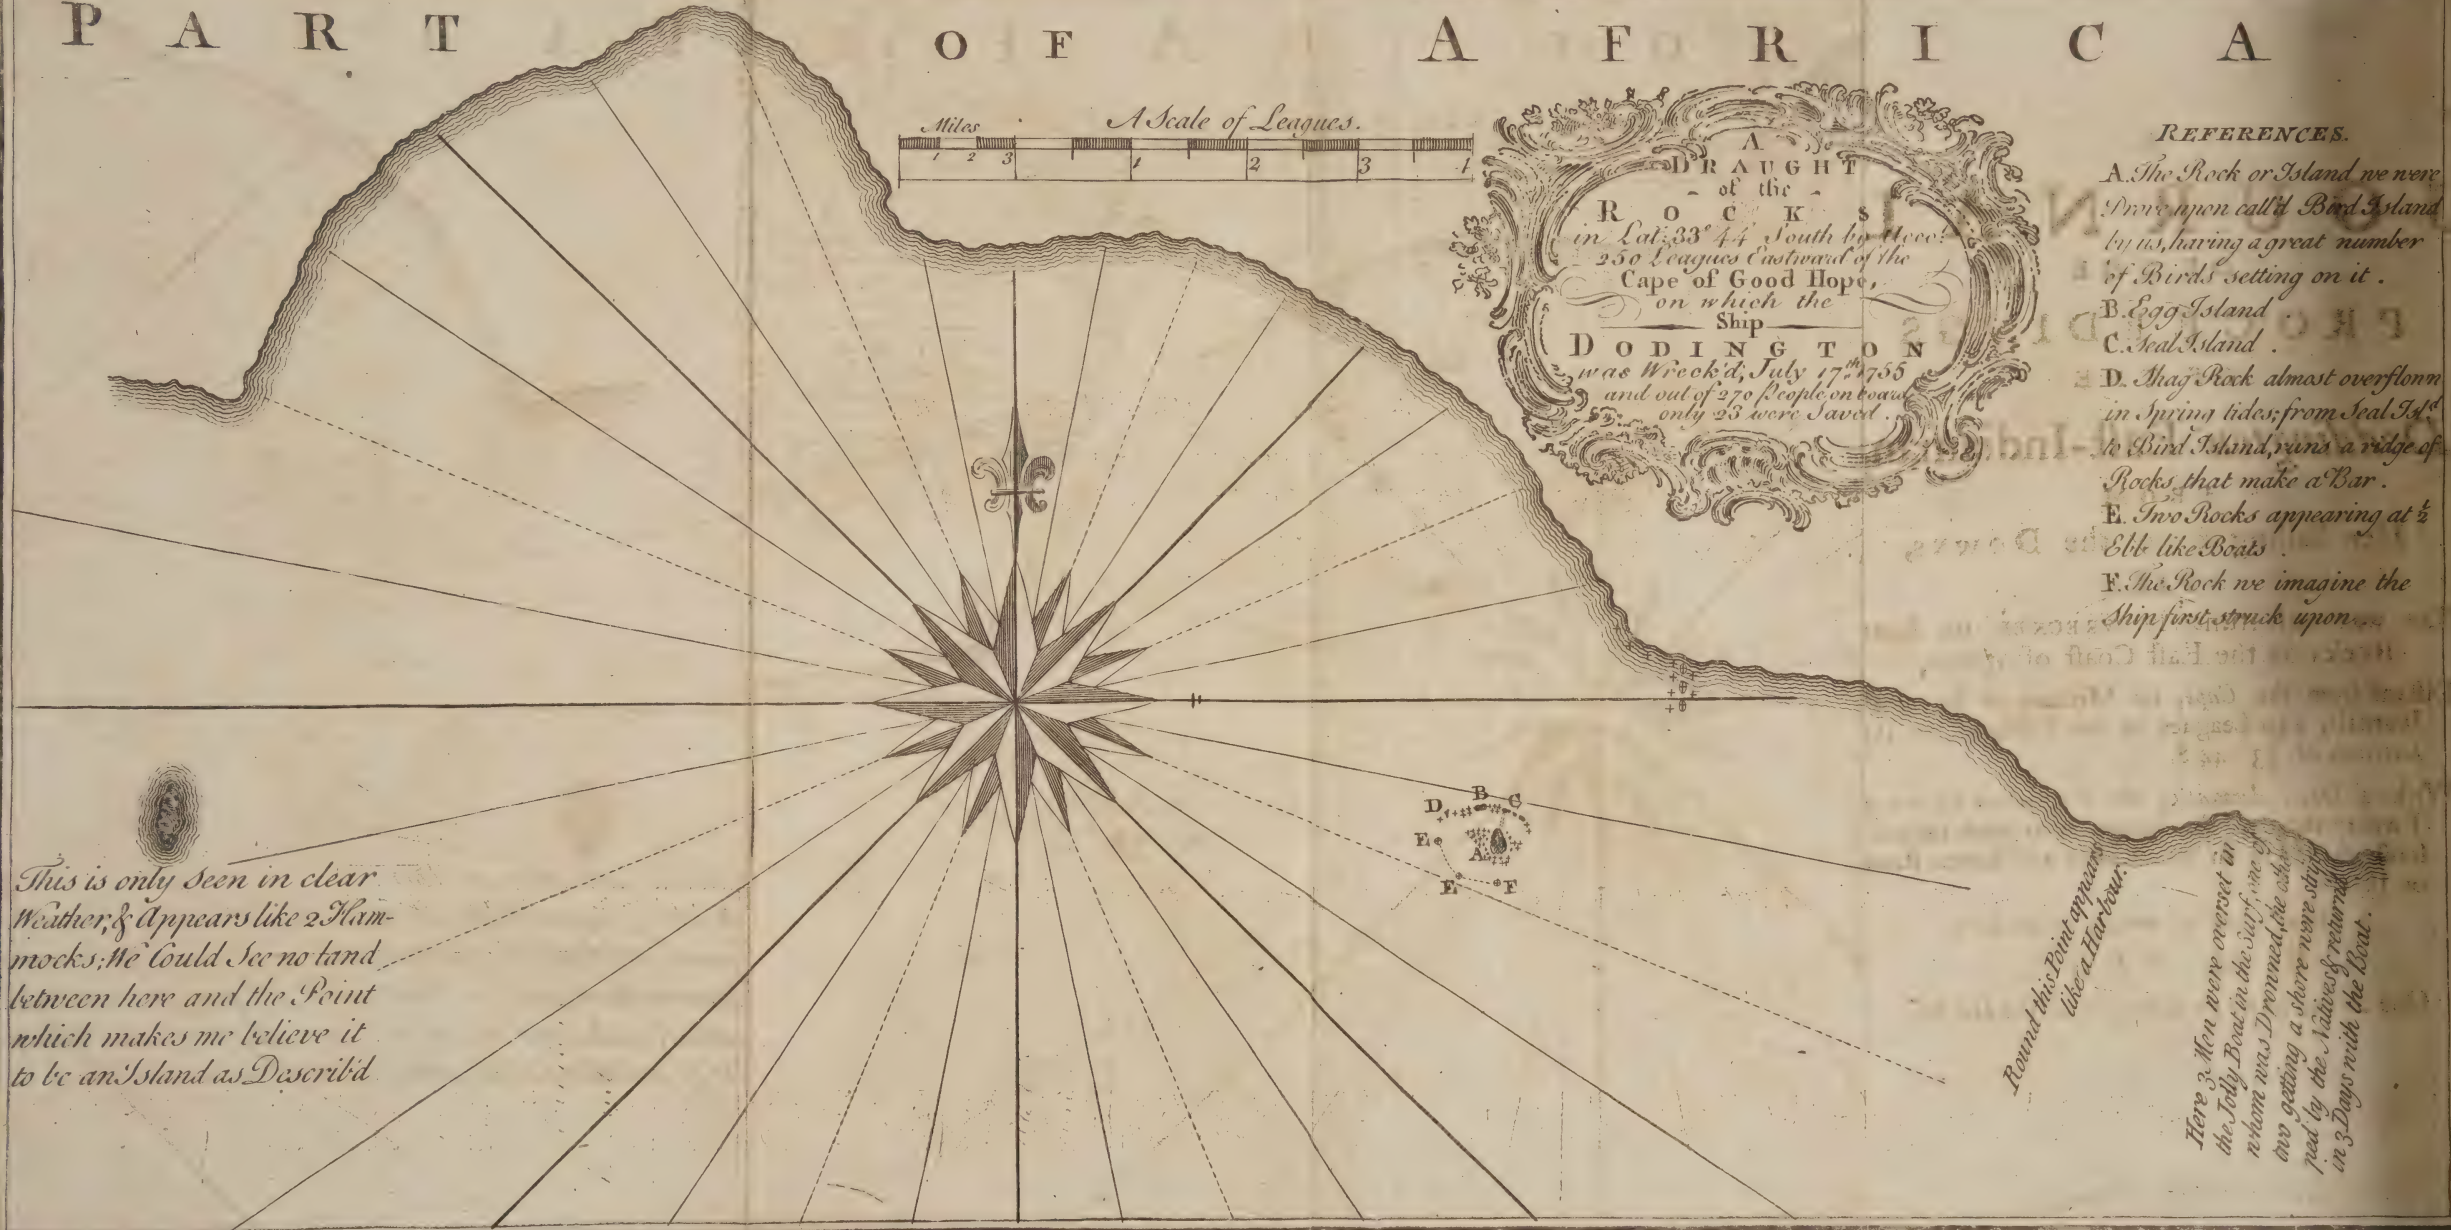 PART OF AFRICA
Miles
A Scale of Leagues.
1 2 3 1 2 3 4
A
DRAUGHT
of the
ROCKS
in Lat: 33° 44' South by Acco.t
250 Leagues Eastward of the
Cape of Good Hope,
on which the
Ship
DODINGTON
was Wreck'd, July 17th. 1755
and out of 270 People on board
only 23 were Saved.
REFERENCES.
A. The Rock or Island we were
Drove upon call'd Bird Island
by us, having a great number
of Birds setting on it.
B. Egg Island.
C. Seal Island.
D. Shag Rock almost overflown
in Spring tides; from Seal Isl.d
to Bird Island, runs a ridge of
Rocks that make a Bar.
E. Two Rocks appearing at ½
Ebb like Boats.
F. The Rock we imagine the
Ship first struck upon.
D B C
E
A
E F
This is only seen in clear
Weather, & Appears like 2 Ham-
mocks; We Could See no land
between here and the Point
which makes me believe it
to be an Island as Describ'd
Round this Point appears
like a Harbour.
Here 3 Men were overset in
the Jolly Boat in the Surf, one of
whom was Drowned, the other
two getting a shore were strip
ped by the Natives & returned
in 3 Days with the Boat.